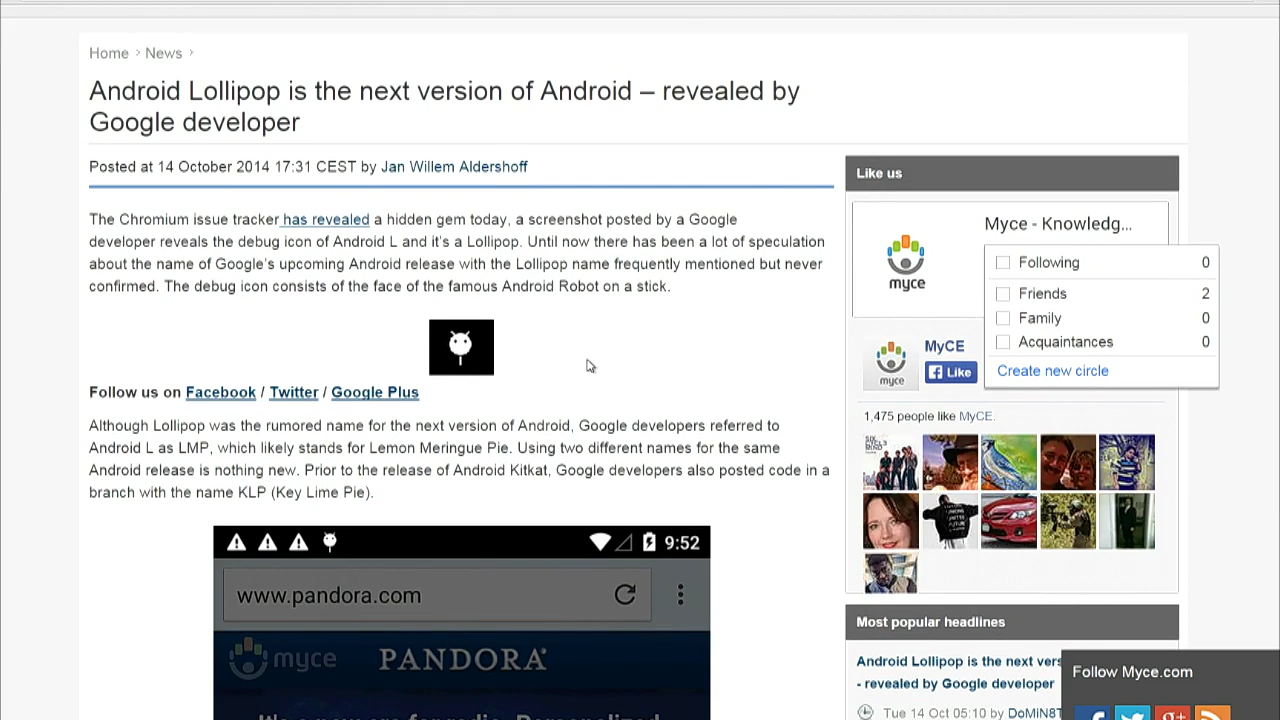 Home > News >
Android Lollipop is the next version of Android – revealed by
Google developer
Posted at 14 October 2014 17:31 CEST by Jan Willem Aldershoff
The Chromium issue tracker has revealed a hidden gem today, a screenshot posted by a Google
developer reveals the debug icon of Android L and it's a Lollipop. Until now there has been a lot of speculation
about the name of Google's upcoming Android release with the Lollipop name frequently mentioned but never
confirmed. The debug icon consists of the face of the famous Android Robot on a stick.
Follow us on Facebook / Twitter / Google Plus
Although Lollipop was the rumored name for the next version of Android, Google developers referred to
Android L as LMP, which likely stands for Lemon Meringue Pie. Using two different names for the same
Android release is nothing new. Prior to the release of Android Kitkat, Google developers also posted code in a
branch with the name KLP (Key Lime Pie).
9:52
www.pandora.com
myce PANDORA
Like us
Myce - Knowledg...
myce
Following 0
Friends 2
Family 0
Acquaintances 0
Create new circle
myce
MyCE
Like
1,475 people like MyCE.
Most popular headlines
Android Lollipop is the next vers
- revealed by Google developer
Tue 14 Oct 05:10 by DoMiN8T
Follow Myce.com